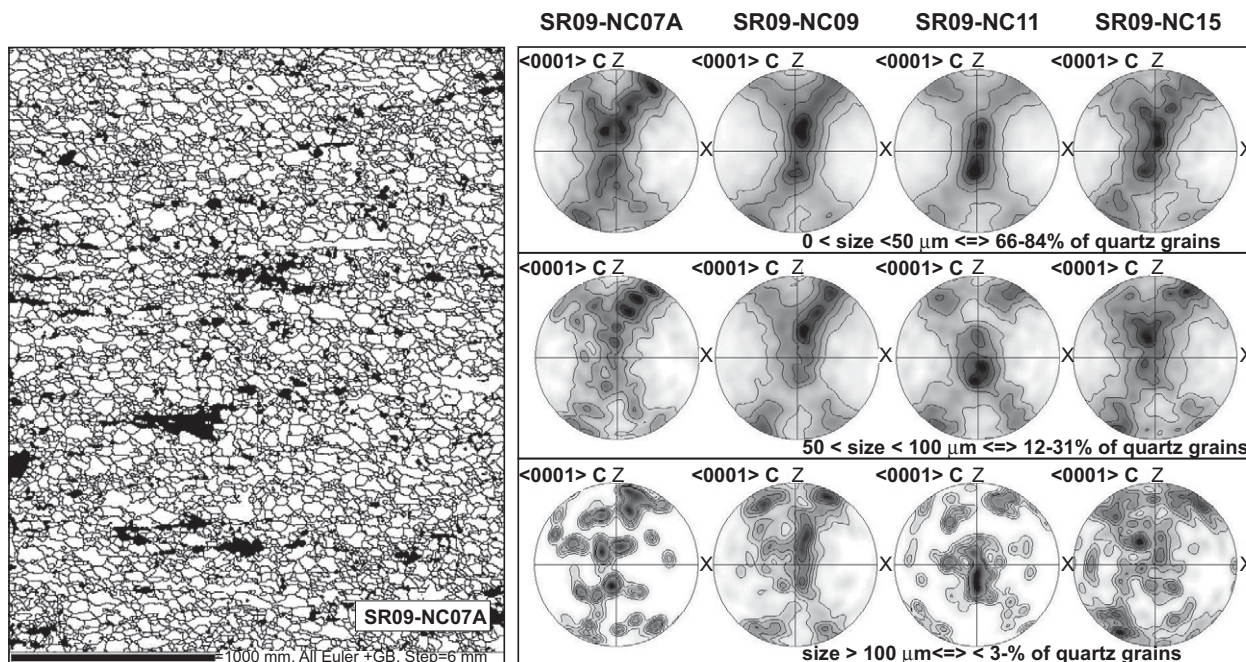 SR09-NC07A SR09-NC09 SR09-NC11 SR09-NC15
<0001> C Z <0001> C Z <0001> C Z <0001> C Z
X X X X
0 < size <50 µm <=> 66-84% of quartz grains
<0001> C Z <0001> C Z <0001> C Z <0001> C Z
X X X X
50 < size < 100 µm <=> 12-31% of quartz grains
<0001> C Z <0001> C Z <0001> C Z <0001> C Z
X X X X
size > 100 µm<=> < 3-% of quartz grains
SR09-NC07A
=1000 mm. All Euler +GB. Step=6 mm